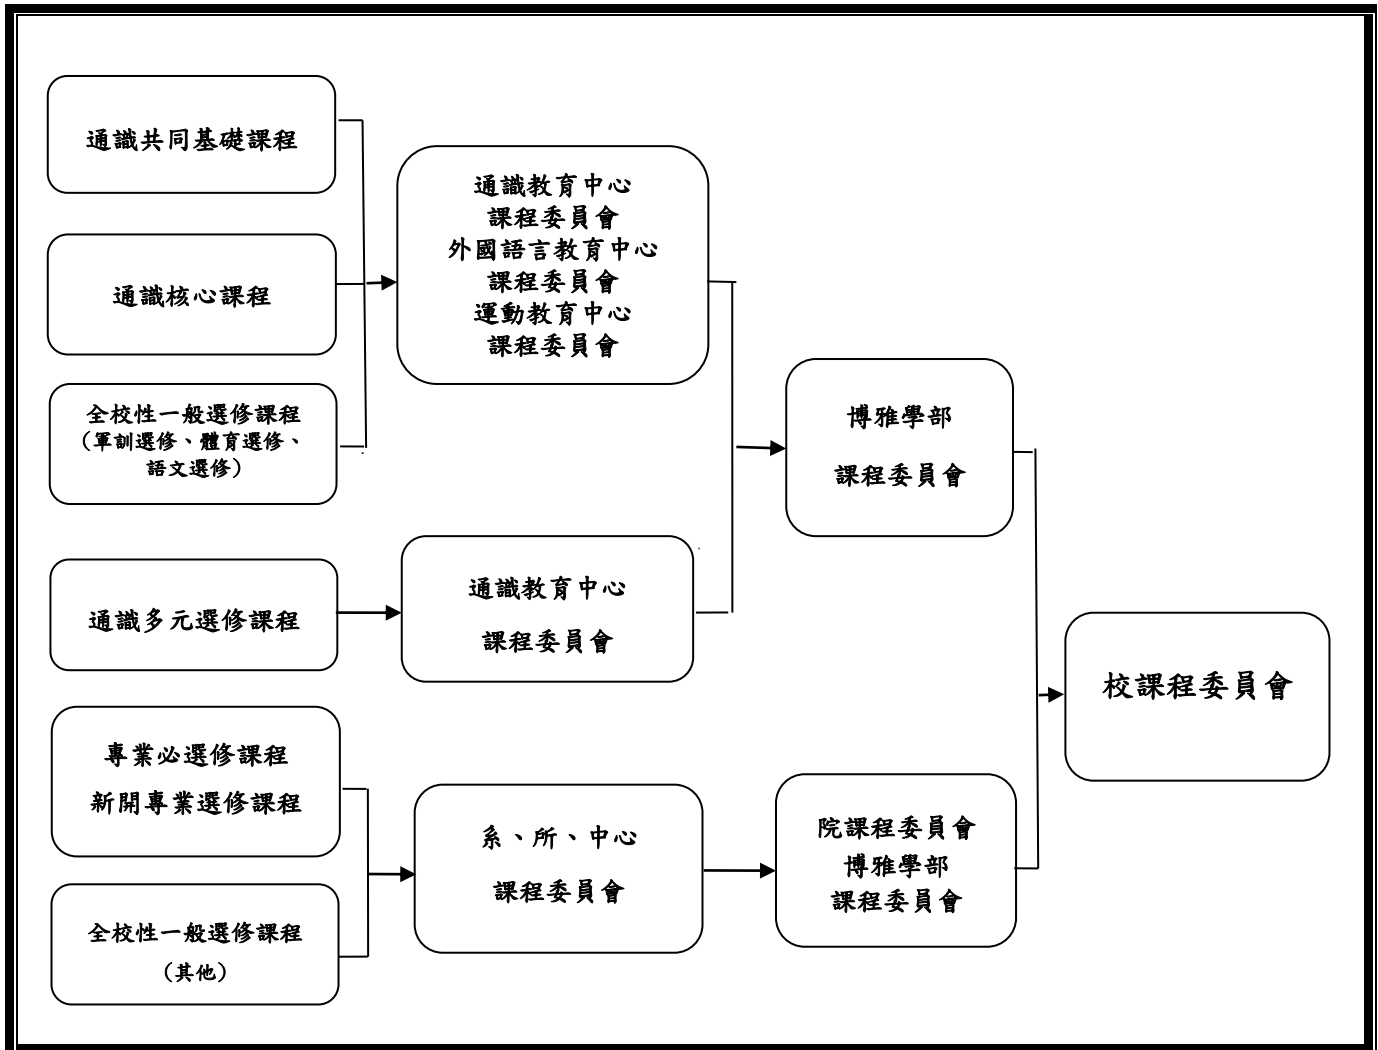 通識共同基礎課程
通識核心課程
全校性一般選修課程
（軍訓選修、體育選修、
語文選修）
通識教育中心
課程委員會
外國語言教育中心
課程委員會
運動教育中心
課程委員會
博雅學部
課程委員會
通識多元選修課程
通識教育中心
課程委員會
校課程委員會
專業必選修課程
新開專業選修課程
全校性一般選修課程
（其他）
系、所、中心
課程委員會
院課程委員會
博雅學部
課程委員會